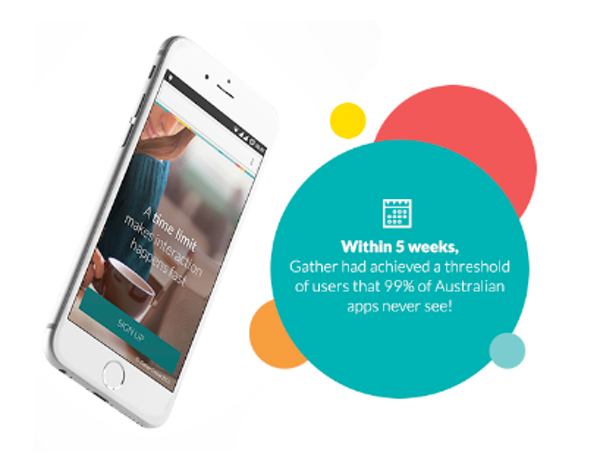 A time limit
makes interaction
happens fast
SIGN UP
Within 5 weeks,
Gather had achieved a threshold
of users that 99% of Australian
apps never see!